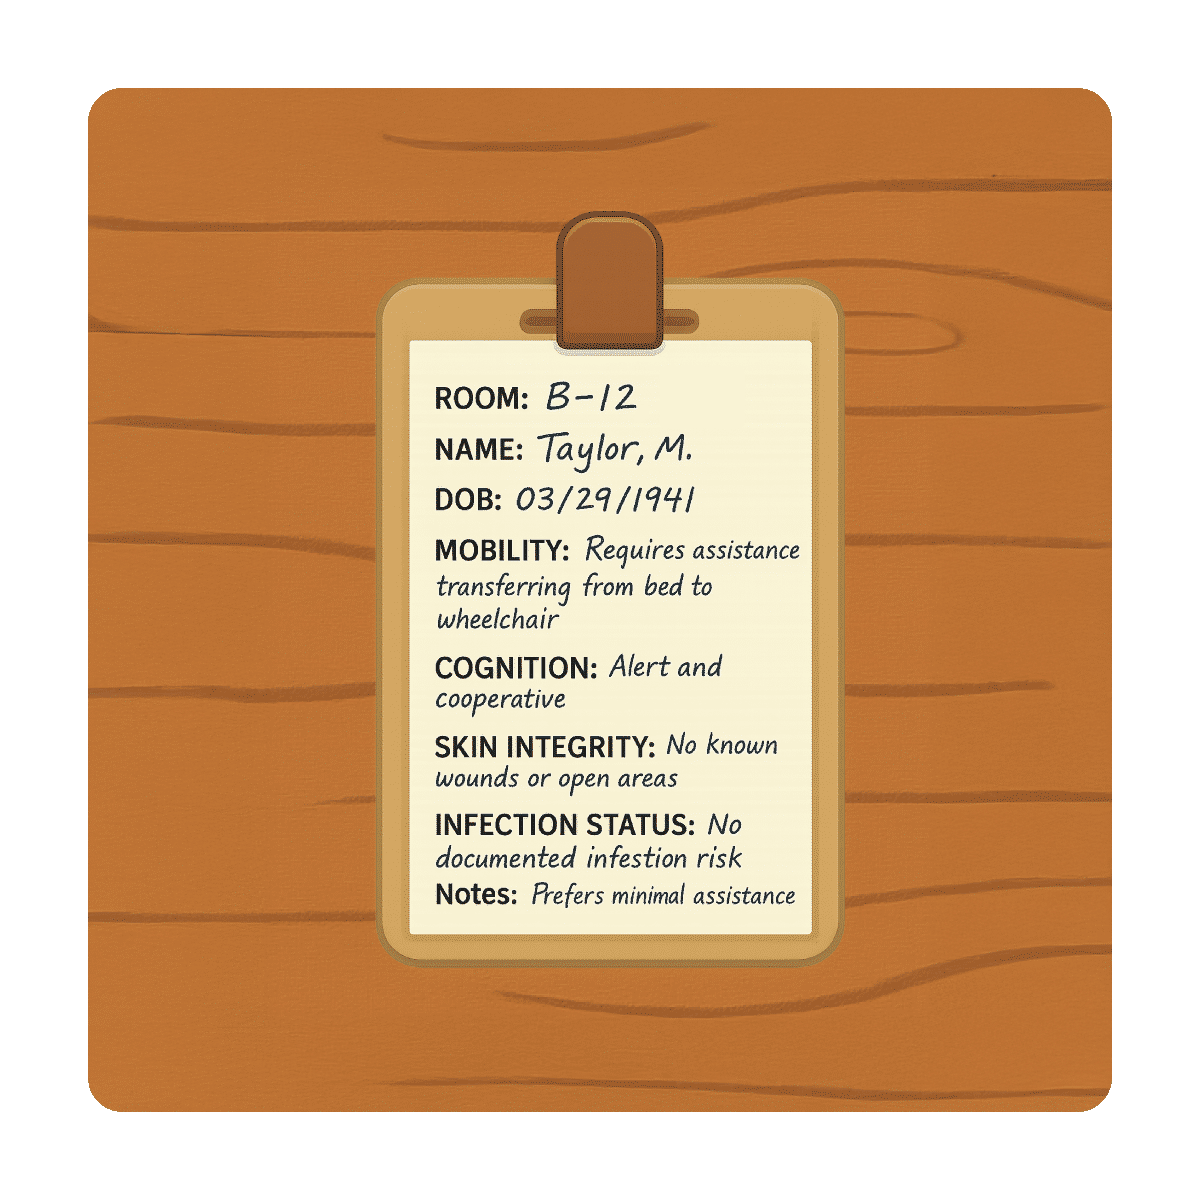 ROOM: B-12
NAME: Taylor, M.
DOB: 03/29/1941
MOBILITY: Requires assistance
transferring from bed to
wheelchair
COGNITION: Alert and
cooperative
SKIN INTEGRITY: No known
wounds or open areas
INFECTION STATUS: No
documented infestion risk
Notes: Prefers minimal assistance